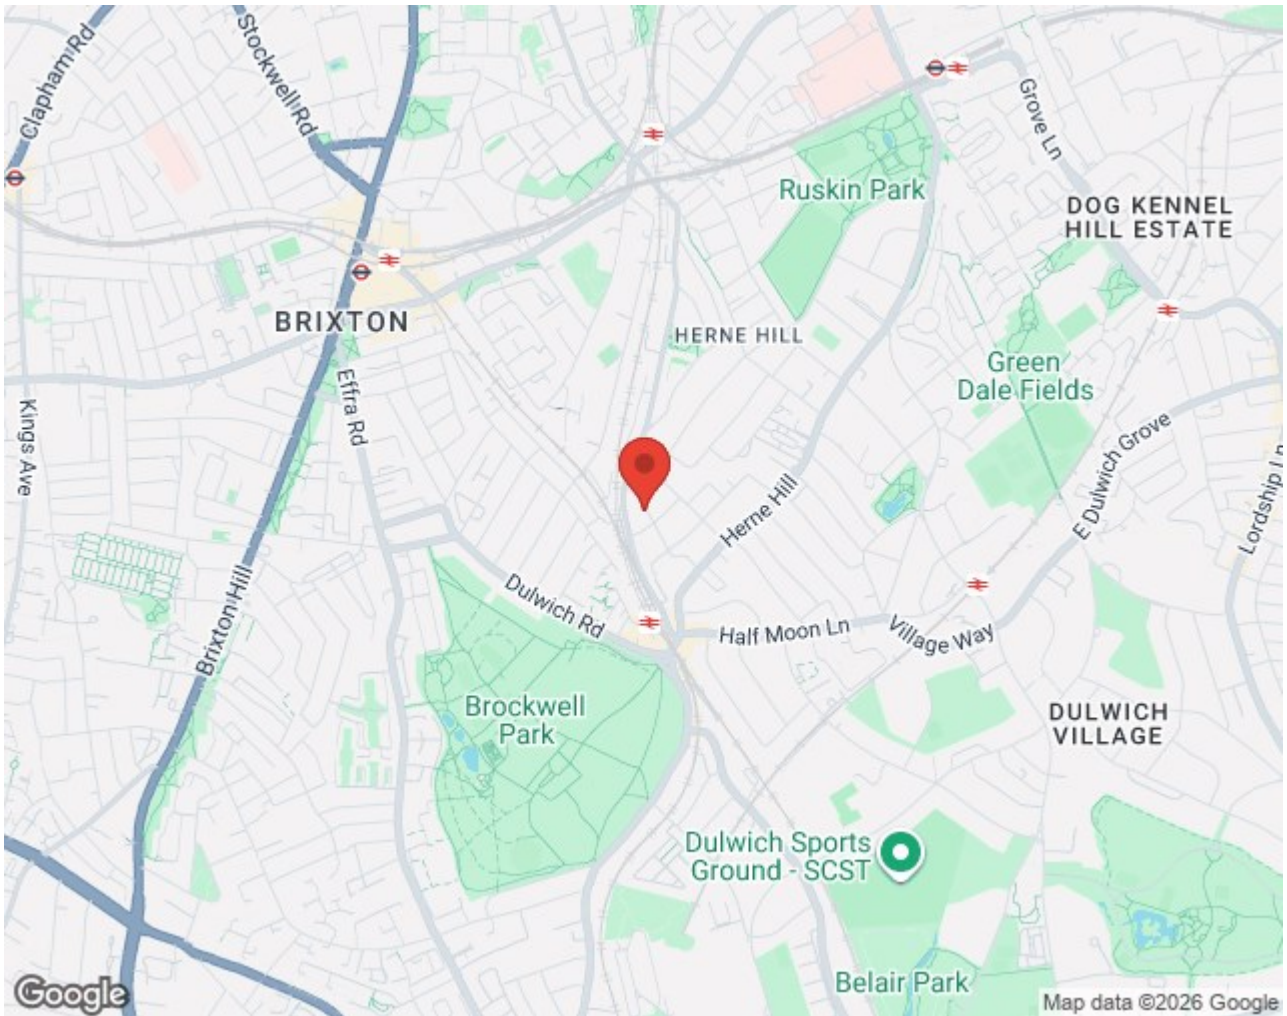 Clapham Rd
Stockwell Rd
Grove Ln
Ruskin Park
DOG KENNEL
HILL ESTATE
BRIXTON
HERNE HILL
Green
Dale Fields
Effra Rd
Kings Ave
E Dulwich Grove
Lordship Ln
Herne Hill
Brixton Hill
Dulwich Rd
Half Moon Ln
Village Way
Brockwell
Park
DULWICH
VILLAGE
Dulwich Sports
Ground - SCST
Belair Park
Google
Map data ©2026 Google